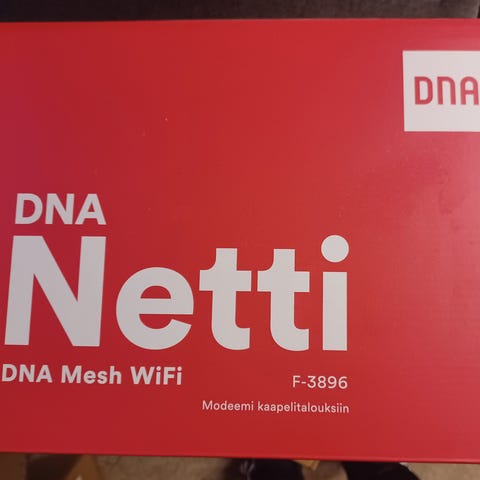 DNA
DNA
Netti
DNA Mesh WiFi
F-3896
Modeemi kaapelitalouksiin